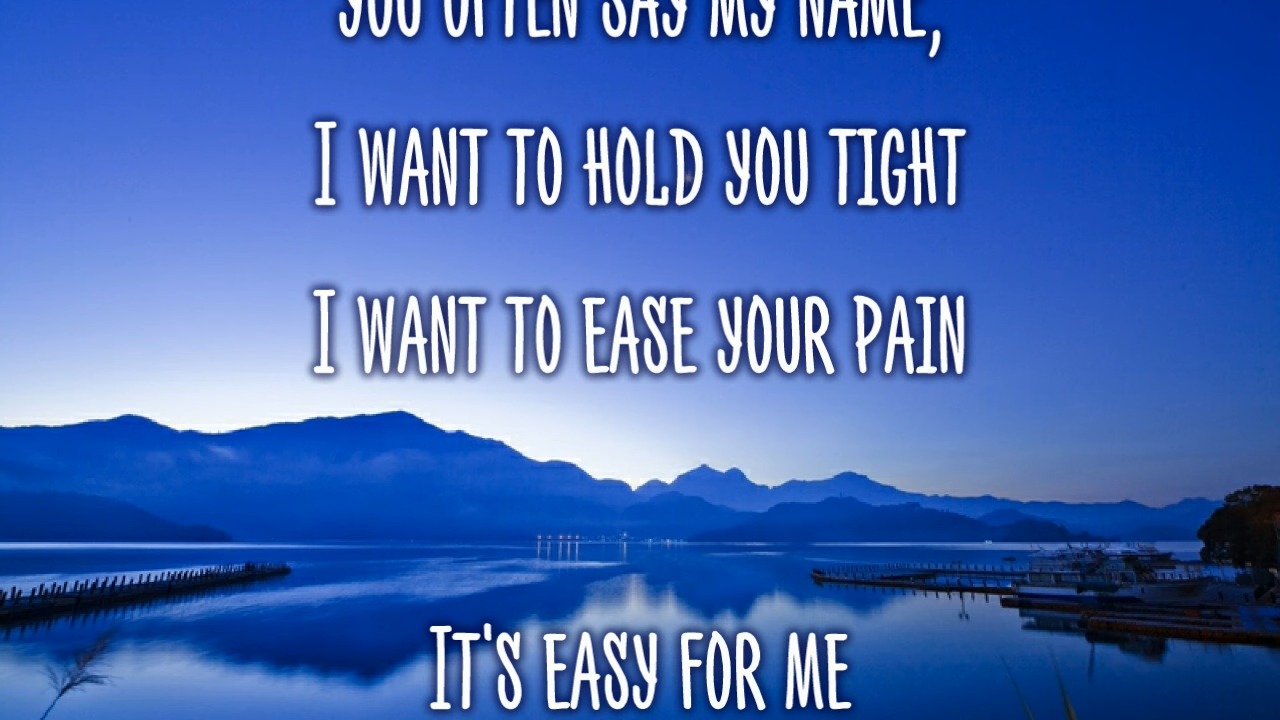 YOU OFTEN SAY MY NAME,
I WANT TO HOLD YOU TIGHT
I WANT TO EASE YOUR PAIN
IT'S EASY FOR ME